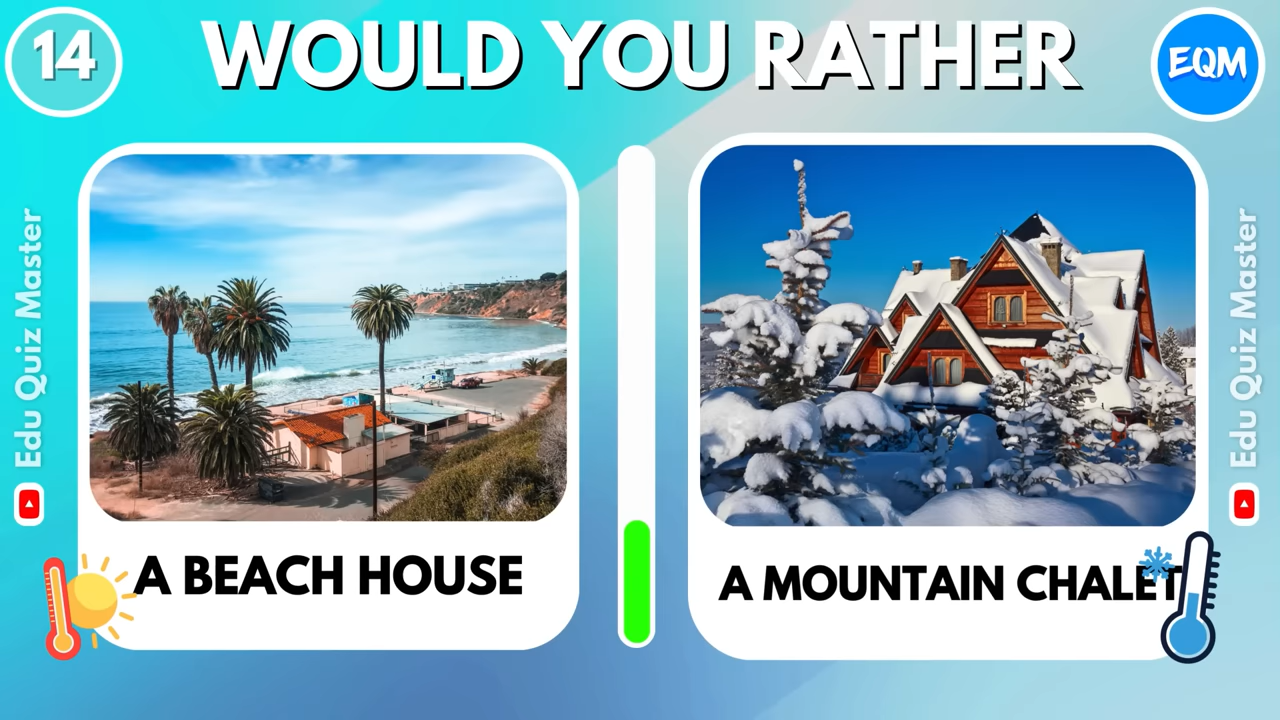 14
WOULD YOU RATHER
EQM
Edu Quiz Master
Edu Quiz Master
A BEACH HOUSE
A MOUNTAIN CHALET